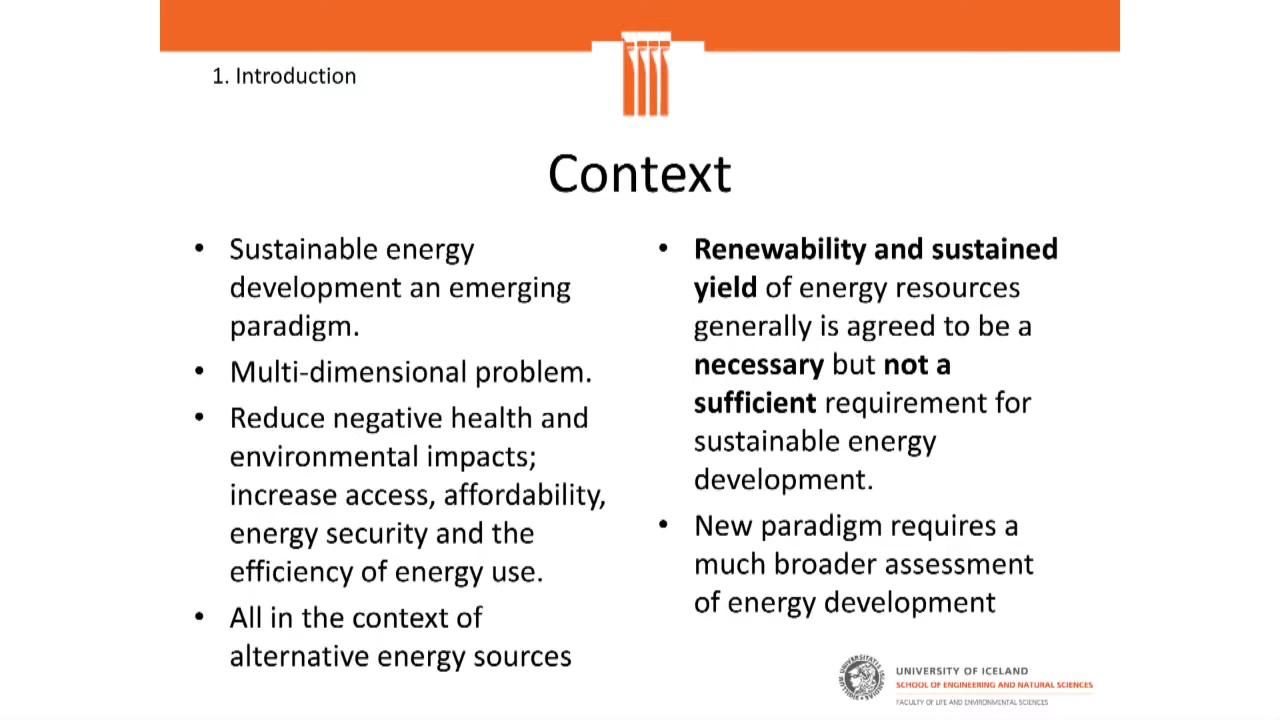 1. Introduction
Context
• Sustainable energy
development an emerging
paradigm.
• Multi-dimensional problem.
• Reduce negative health and
environmental impacts;
increase access, affordability,
energy security and the
efficiency of energy use.
• All in the context of
alternative energy sources
• Renewability and sustained
yield of energy resources
generally is agreed to be a
necessary but not a
sufficient requirement for
sustainable energy
development.
• New paradigm requires a
much broader assessment
of energy development
UNIVERSITY OF ICELAND
SCHOOL OF ENGINEERING AND NATURAL SCIENCES
FACULTY OF LIFE AND ENVIRONMENTAL SCIENCES